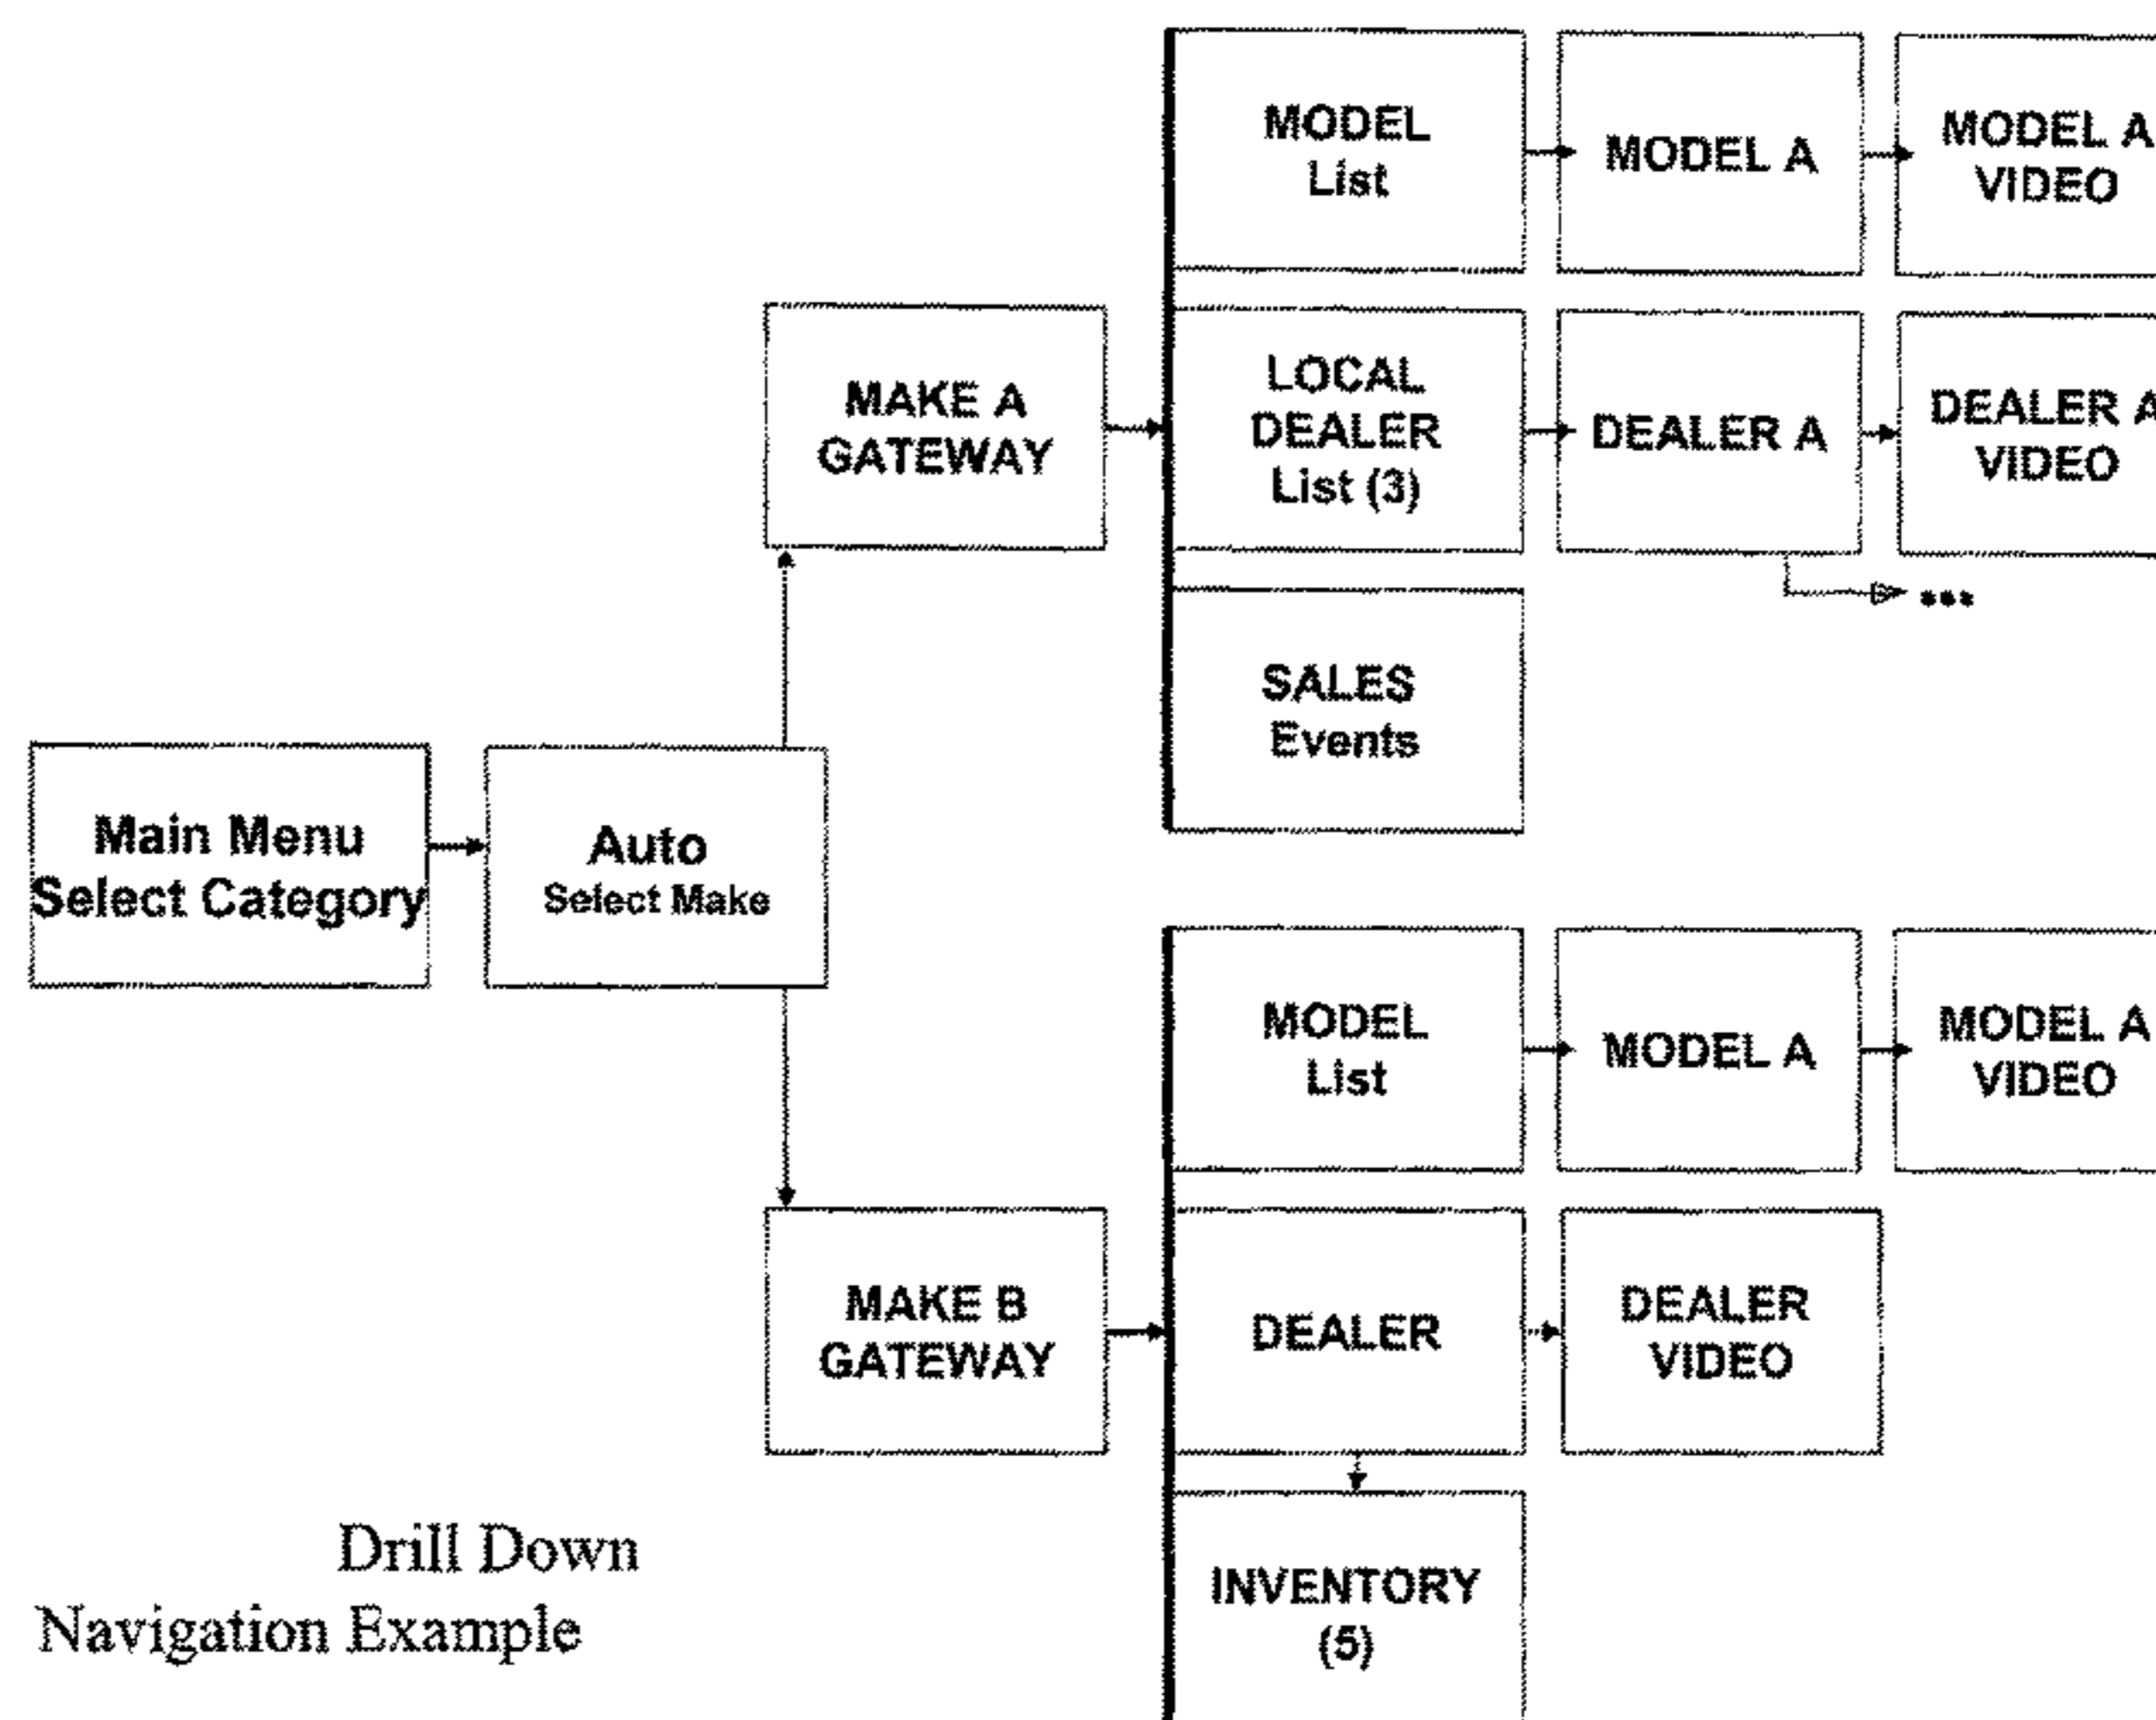 MODEL
List
MODEL A
MODEL A
VIDEO
MAKE A
GATEWAY
LOCAL
DEALER
List (3)
DEALER A
DEALER A
VIDEO
...
SALES
Events
Main Menu
Select Category
Auto
Select Make
MODEL
List
MODEL A
MODEL A
VIDEO
MAKE B
GATEWAY
DEALER
DEALER
VIDEO
INVENTORY
(5)
Drill Down
Navigation Example